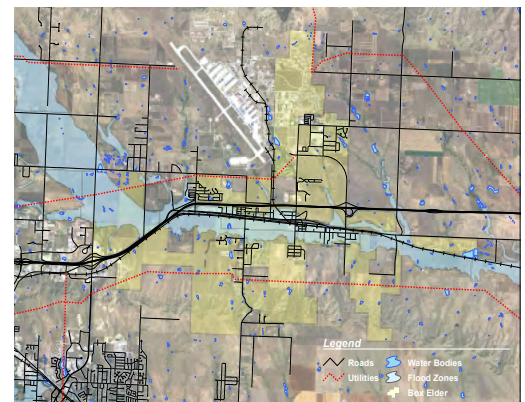 Legend
Roads
Water Bodies
Utilities
Flood Zones
Box Elder